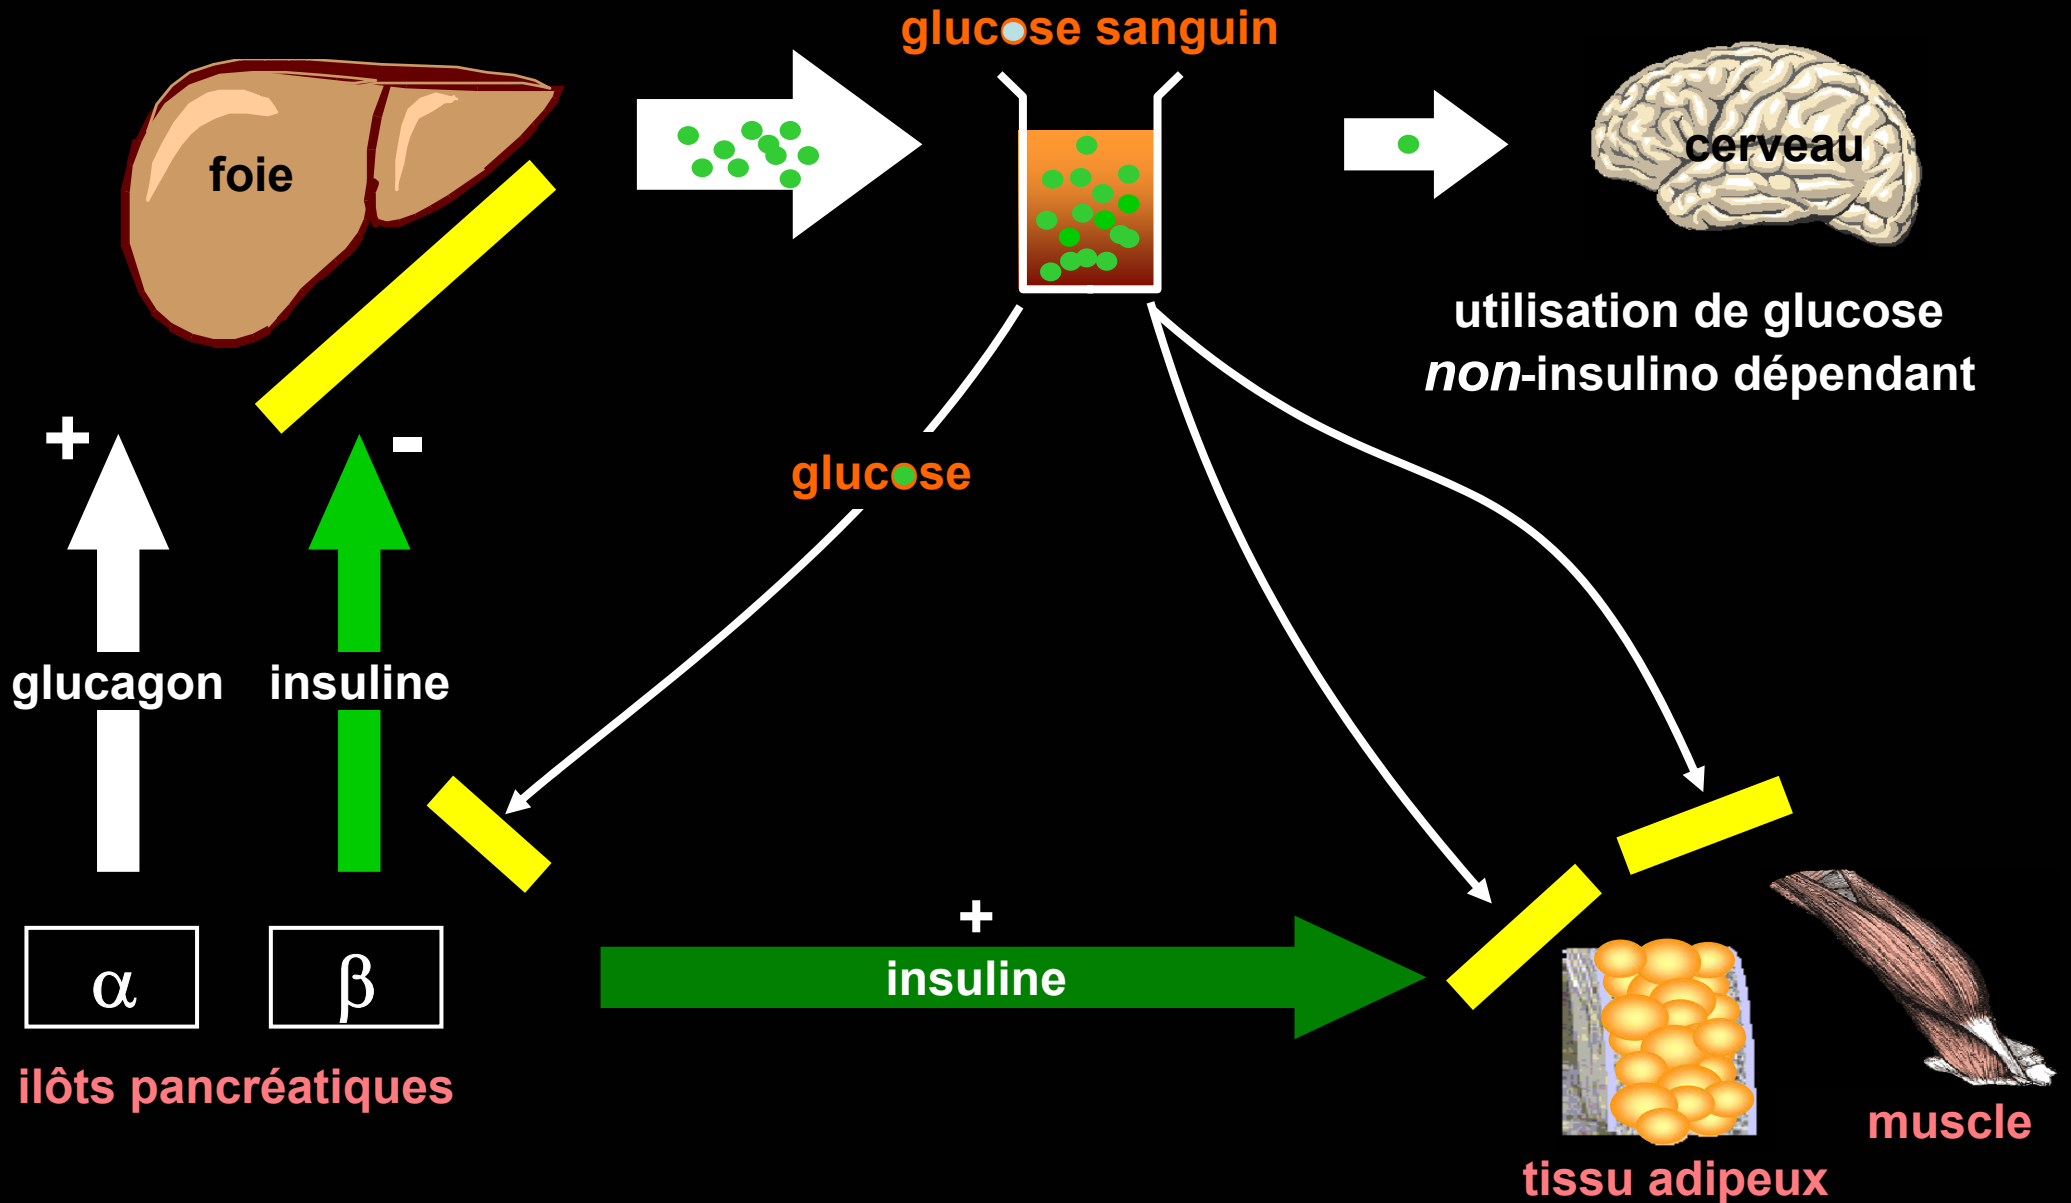 glucose sanguin
foie
cerveau
utilisation de glucose
non-insulino dépendant
+
-
glucose
glucagon
insuline
+
insuline
α
β
ilôts pancréatiques
muscle
tissu adipeux